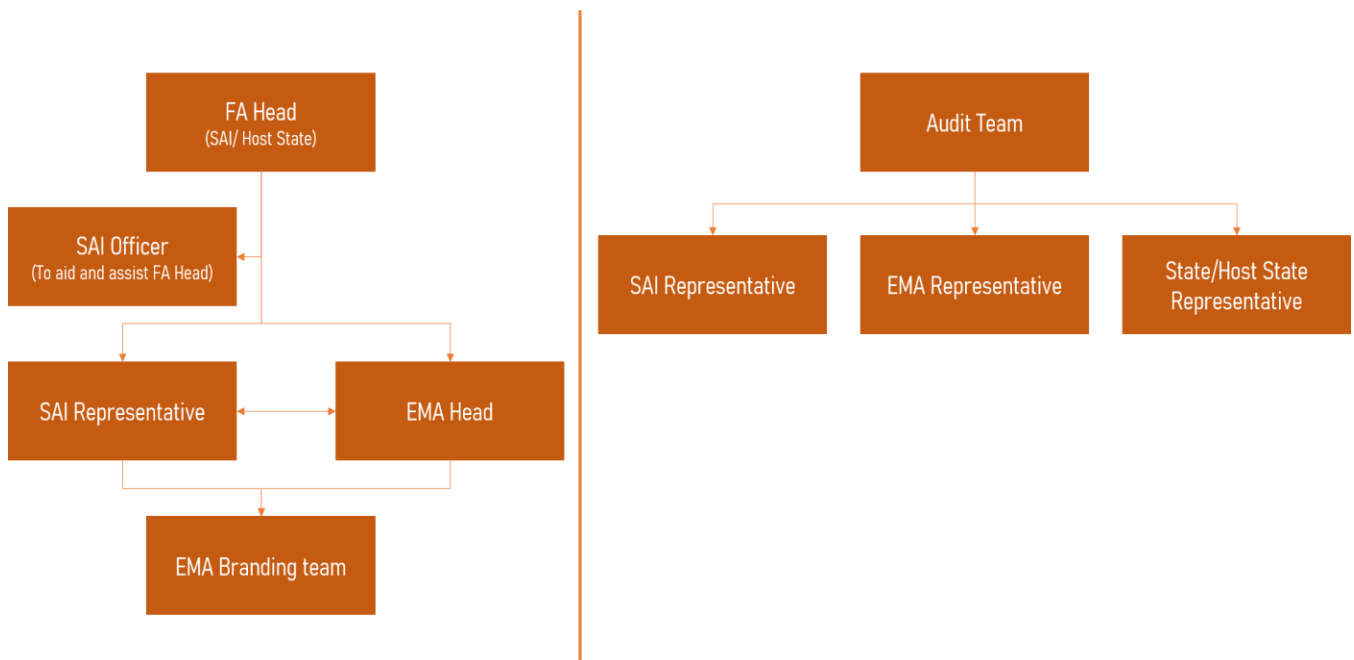 FA Head
(SAI/ Host State)
SAI Officer
(To aid and assist FA Head)
SAI Representative
EMA Head
EMA Branding team
Audit Team
SAI Representative
EMA Representative
State/Host State
Representative